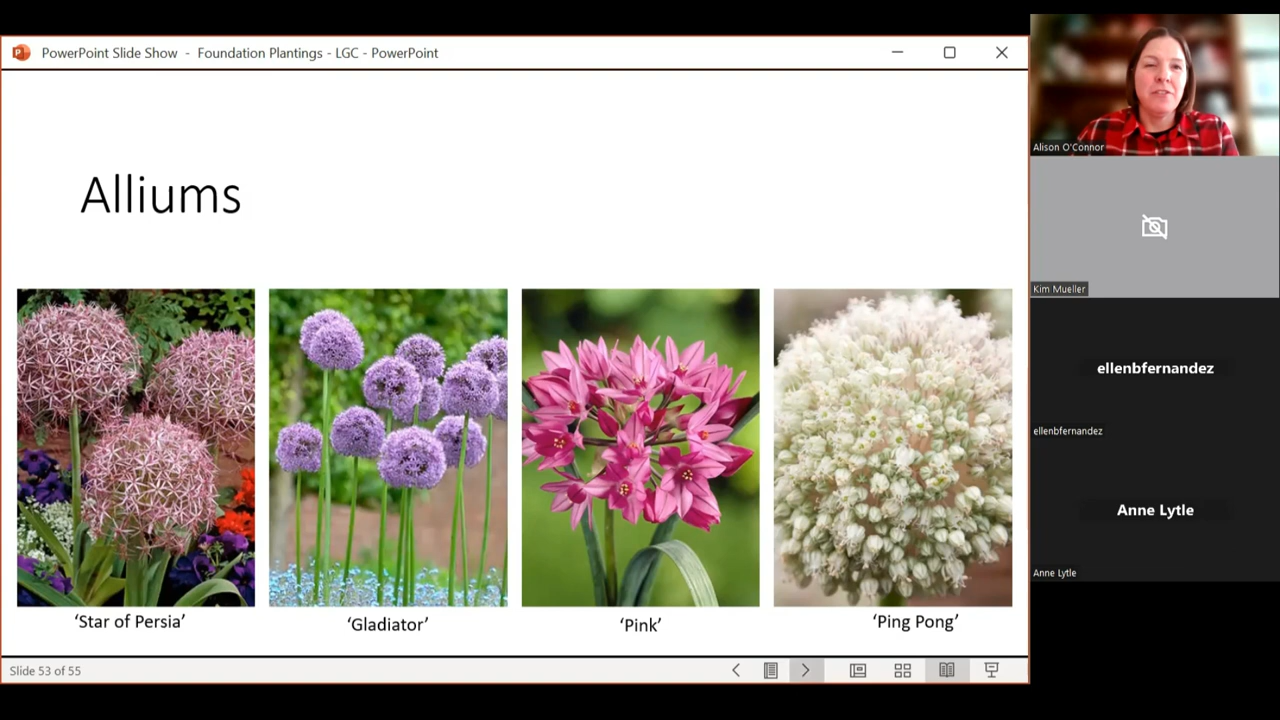 PowerPoint Slide Show - Foundation Plantings - LGC - PowerPoint
Alliums
'Star of Persia'
'Gladiator'
'Pink'
'Ping Pong'
Slide 53 of 55
Alison O'Connor
Kim Mueller
ellenbfernandez
ellenbfernandez
Anne Lytle
Anne Lytle